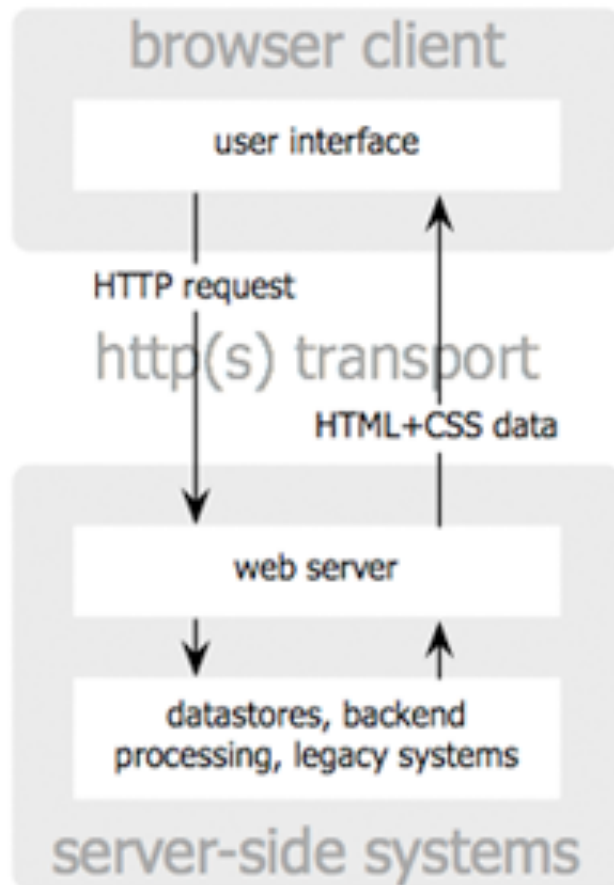 browser client
user interface
HTTP request
http(s) transport
HTML+CSS data
web server
datastores, backend
processing, legacy systems
server-side systems